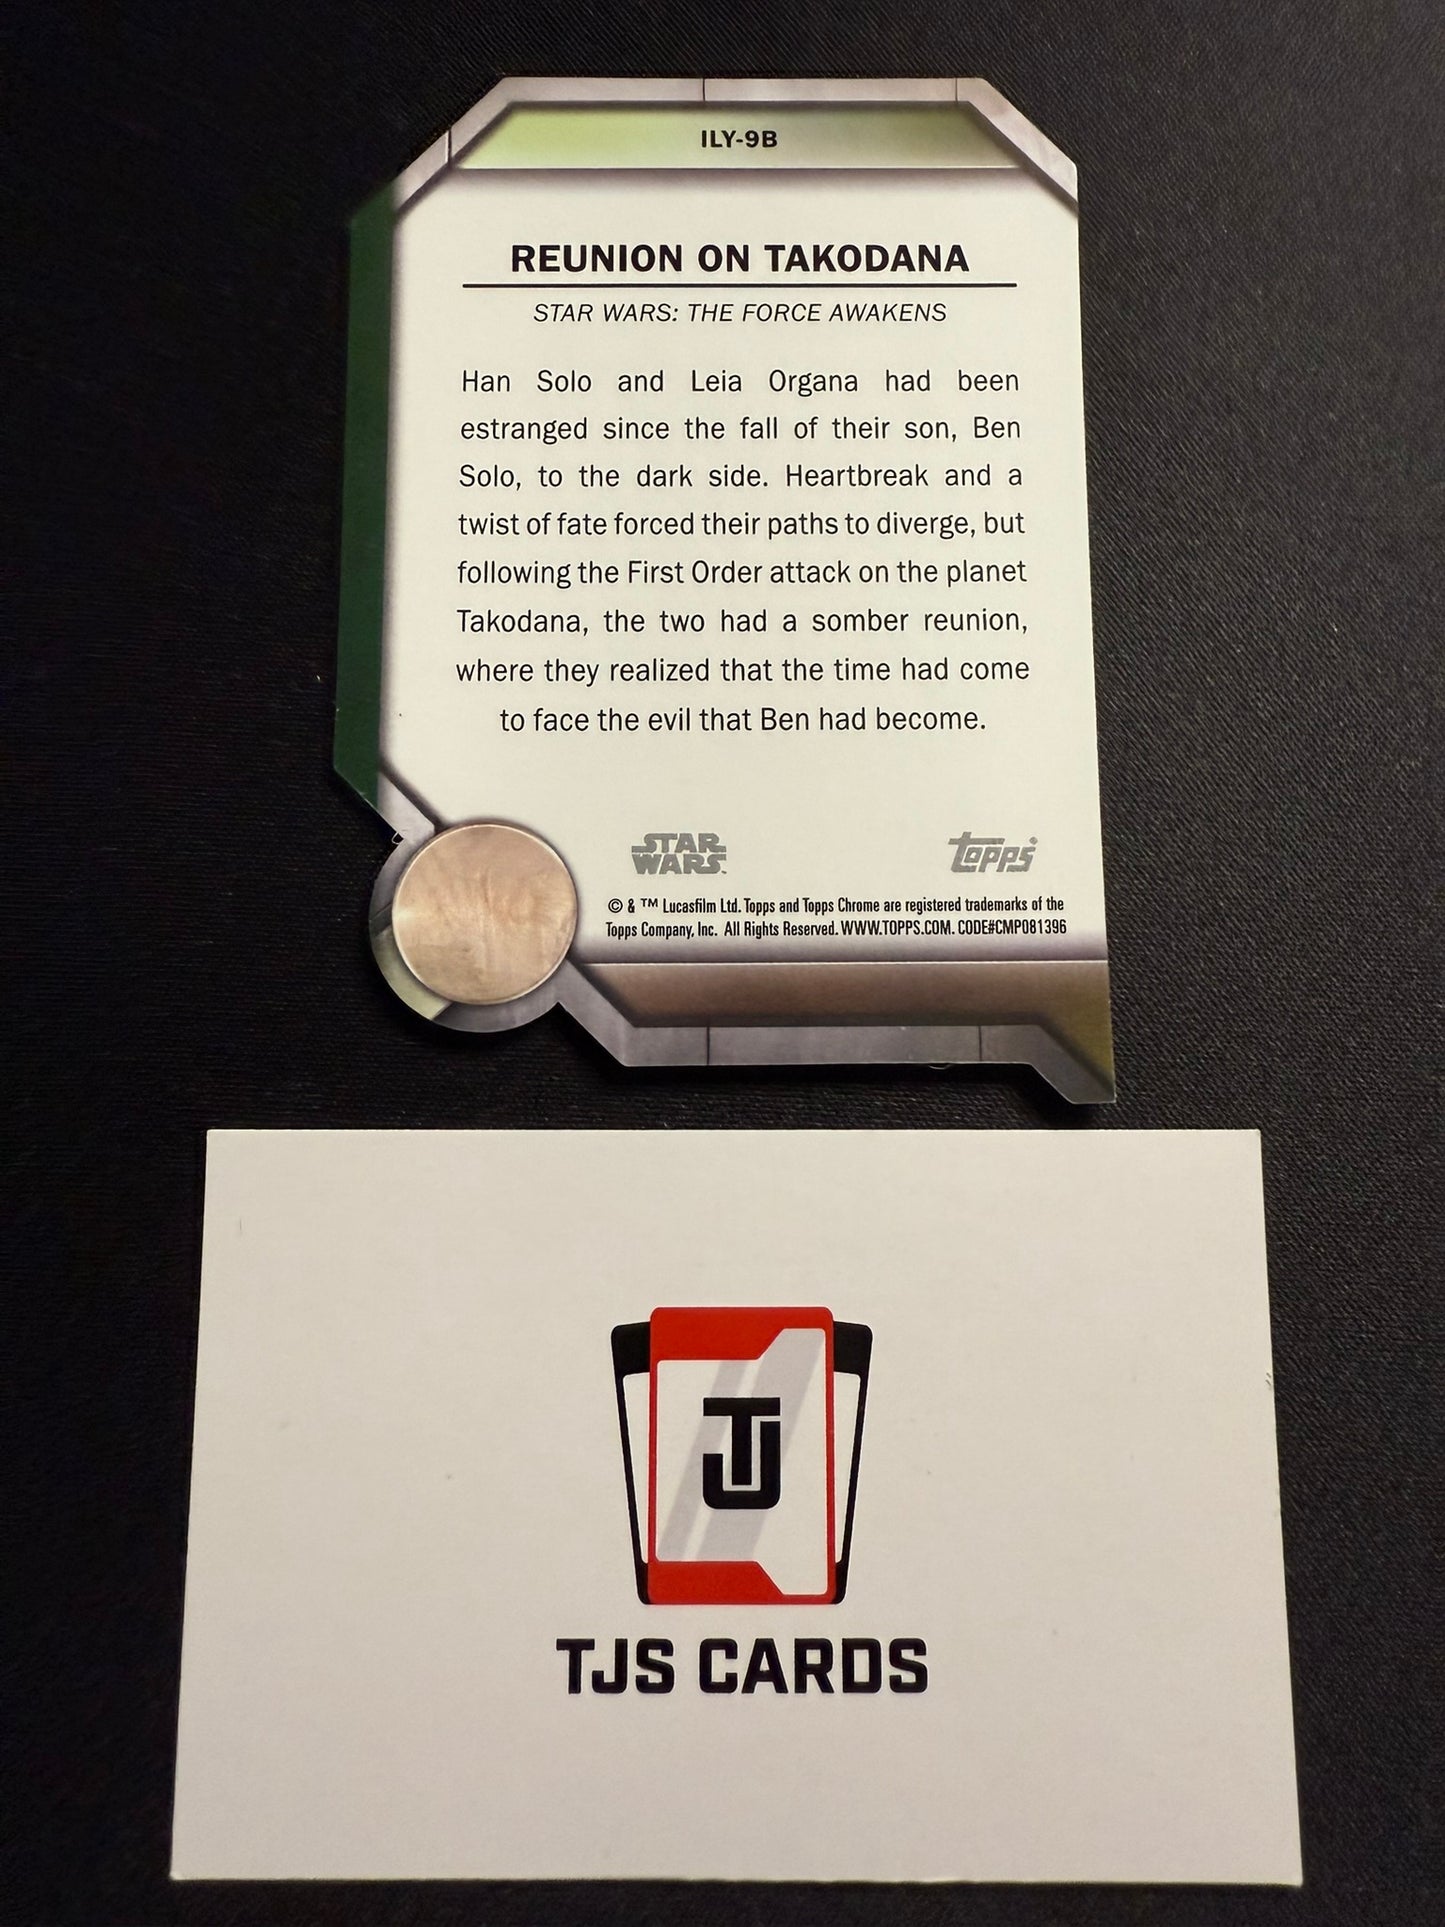 ILY-9B
REUNION ON TAKODANA
STAR WARS: THE FORCE AWAKENS
Han Solo and Leia Organa had been
estranged since the fall of their son, Ben
Solo, to the dark side. Heartbreak and a
twist of fate forced their paths to diverge, but
following the First Order attack on the planet
Takodana, the two had a somber reunion,
where they realized that the time had come
to face the evil that Ben had become.
STAR
WARS
Topps
© & ™ Lucasfilm Ltd. Topps and Topps Chrome are registered trademarks of the
Topps Company, Inc. All Rights Reserved. WWW.TOPPS.COM. CODE#CMP081396
TJ
TJS CARDS